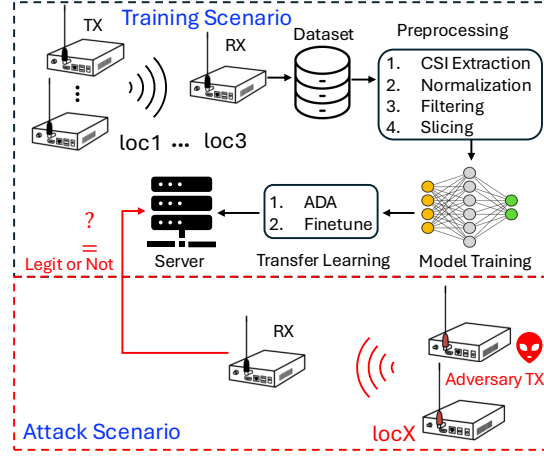 Training Scenario
TX
RX
Dataset
Preprocessing
1. CSI Extraction
2. Normalization
3. Filtering
4. Slicing
loc1 ... loc3
?
=
Legit or Not
Server
1. ADA
2. Finetune
Transfer Learning
Model Training
RX
Adversary TX
locX
Attack Scenario